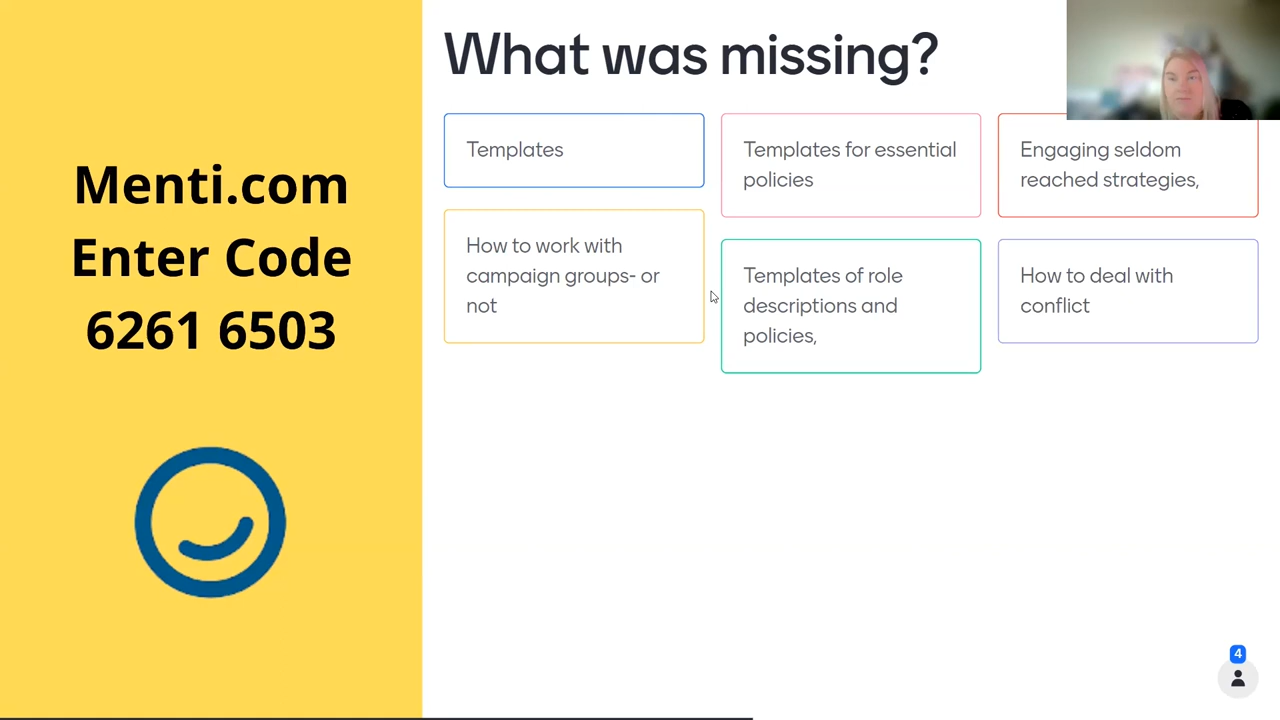 Menti.com
Enter Code
6261 6503
What was missing?
Templates
Templates for essential
policies
Engaging seldom
reached strategies,
How to work with
campaign groups- or
not
Templates of role
descriptions and
policies,
How to deal with
conflict
4